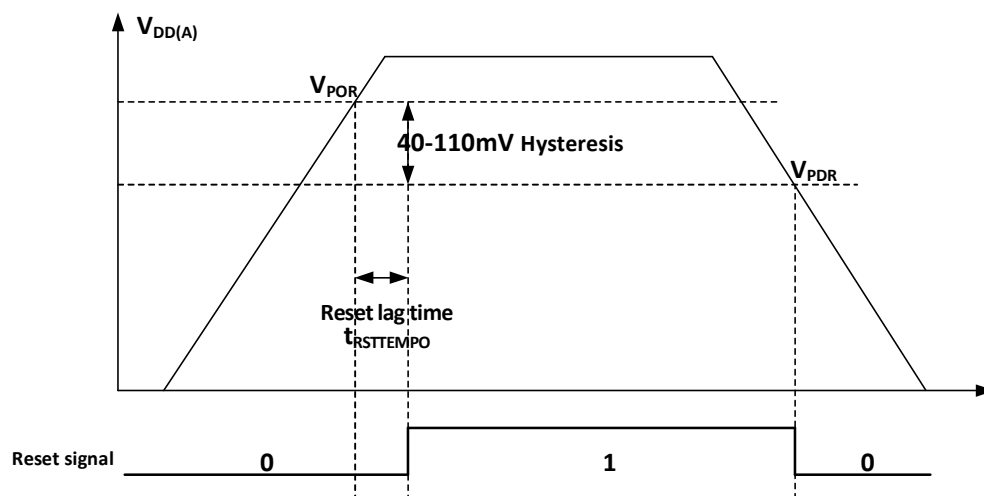 VDD(A)
VPOR
40-110mV Hysteresis
VPDR
Reset lag time
tRSTTEMPO
Reset signal
0
1
0